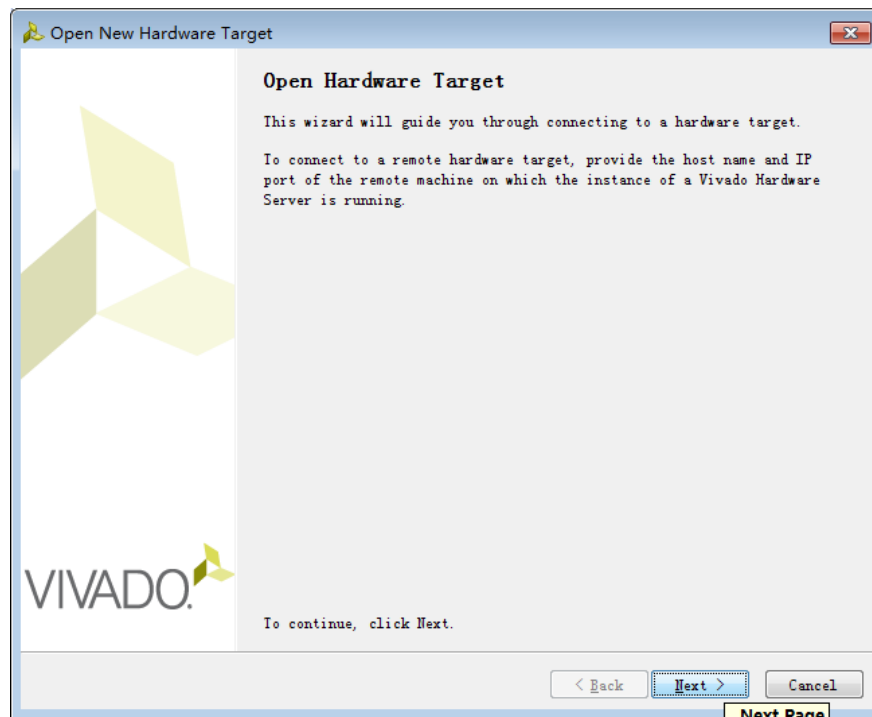 Open New Hardware Target
Open Hardware Target
This wizard will guide you through connecting to a hardware target.
To connect to a remote hardware target, provide the host name and IP
port of the remote machine on which the instance of a Vivado Hardware
Server is running.
VIVADO.
To continue, click Next.
< Back
Next >
Cancel
Next Page